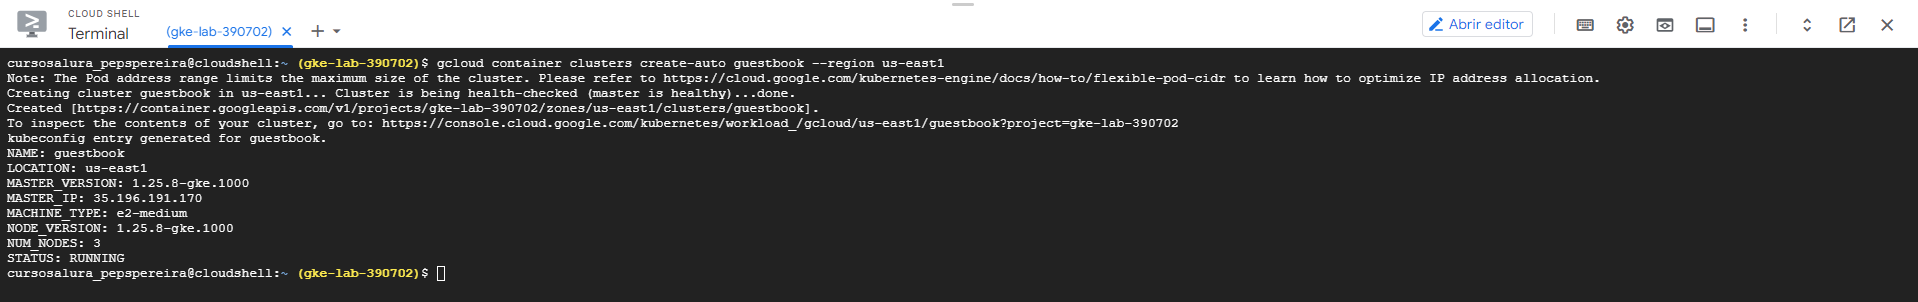 CLOUD SHELL
Terminal
(gke-lab-390702)
Abrir editor
cursosalura_pepspereira@cloudshell:~ (gke-lab-390702)$ gcloud container clusters create-auto guestbook --region us-east1
Note: The Pod address range limits the maximum size of the cluster. Please refer to https://cloud.google.com/kubernetes-engine/docs/how-to/flexible-pod-cidr to learn how to optimize IP address allocation.
Creating cluster guestbook in us-east1... Cluster is being health-checked (master is healthy)...done.
Created [https://container.googleapis.com/v1/projects/gke-lab-390702/zones/us-east1/clusters/guestbook].
To inspect the contents of your cluster, go to: https://console.cloud.google.com/kubernetes/workload_/gcloud/us-east1/guestbook?project=gke-lab-390702
kubeconfig entry generated for guestbook.
NAME: guestbook
LOCATION: us-east1
MASTER_VERSION: 1.25.8-gke.1000
MASTER_IP: 35.196.191.170
MACHINE_TYPE: e2-medium
NODE_VERSION: 1.25.8-gke.1000
NUM_NODES: 3
STATUS: RUNNING
cursosalura_pepspereira@cloudshell:~ (gke-lab-390702)$